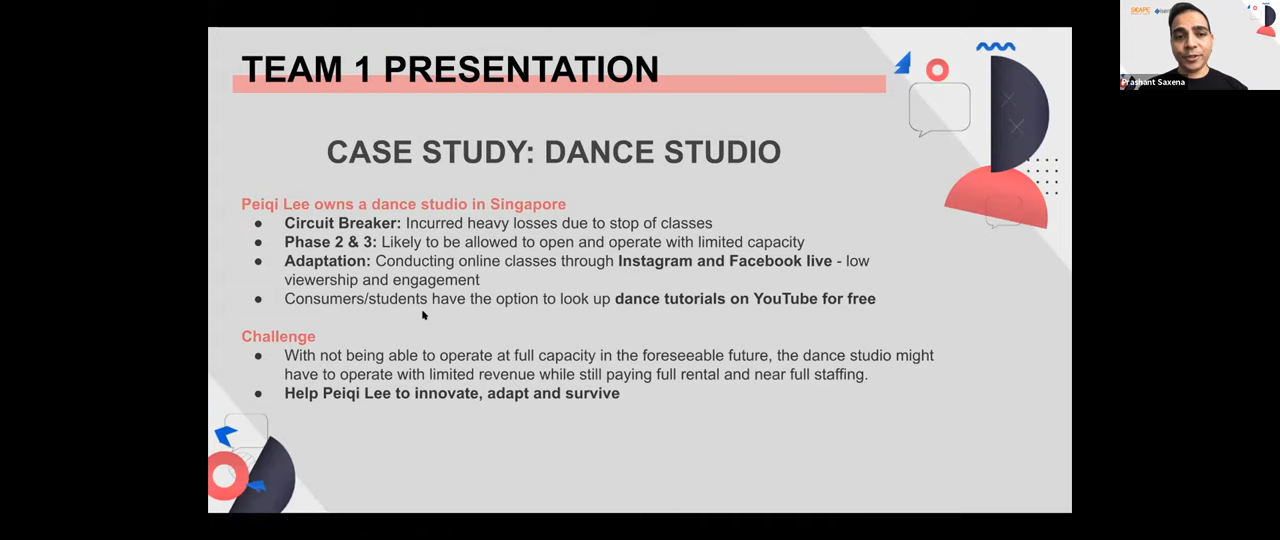 TEAM 1 PRESENTATION
CASE STUDY: DANCE STUDIO
Peiqi Lee owns a dance studio in Singapore
● Circuit Breaker: Incurred heavy losses due to stop of classes
● Phase 2 & 3: Likely to be allowed to open and operate with limited capacity
● Adaptation: Conducting online classes through Instagram and Facebook live - low
viewership and engagement
● Consumers/students have the option to look up dance tutorials on YouTube for free
Challenge
● With not being able to operate at full capacity in the foreseeable future, the dance studio might
have to operate with limited revenue while still paying full rental and near full staffing.
● Help Peiqi Lee to innovate, adapt and survive
Prashant Saxena